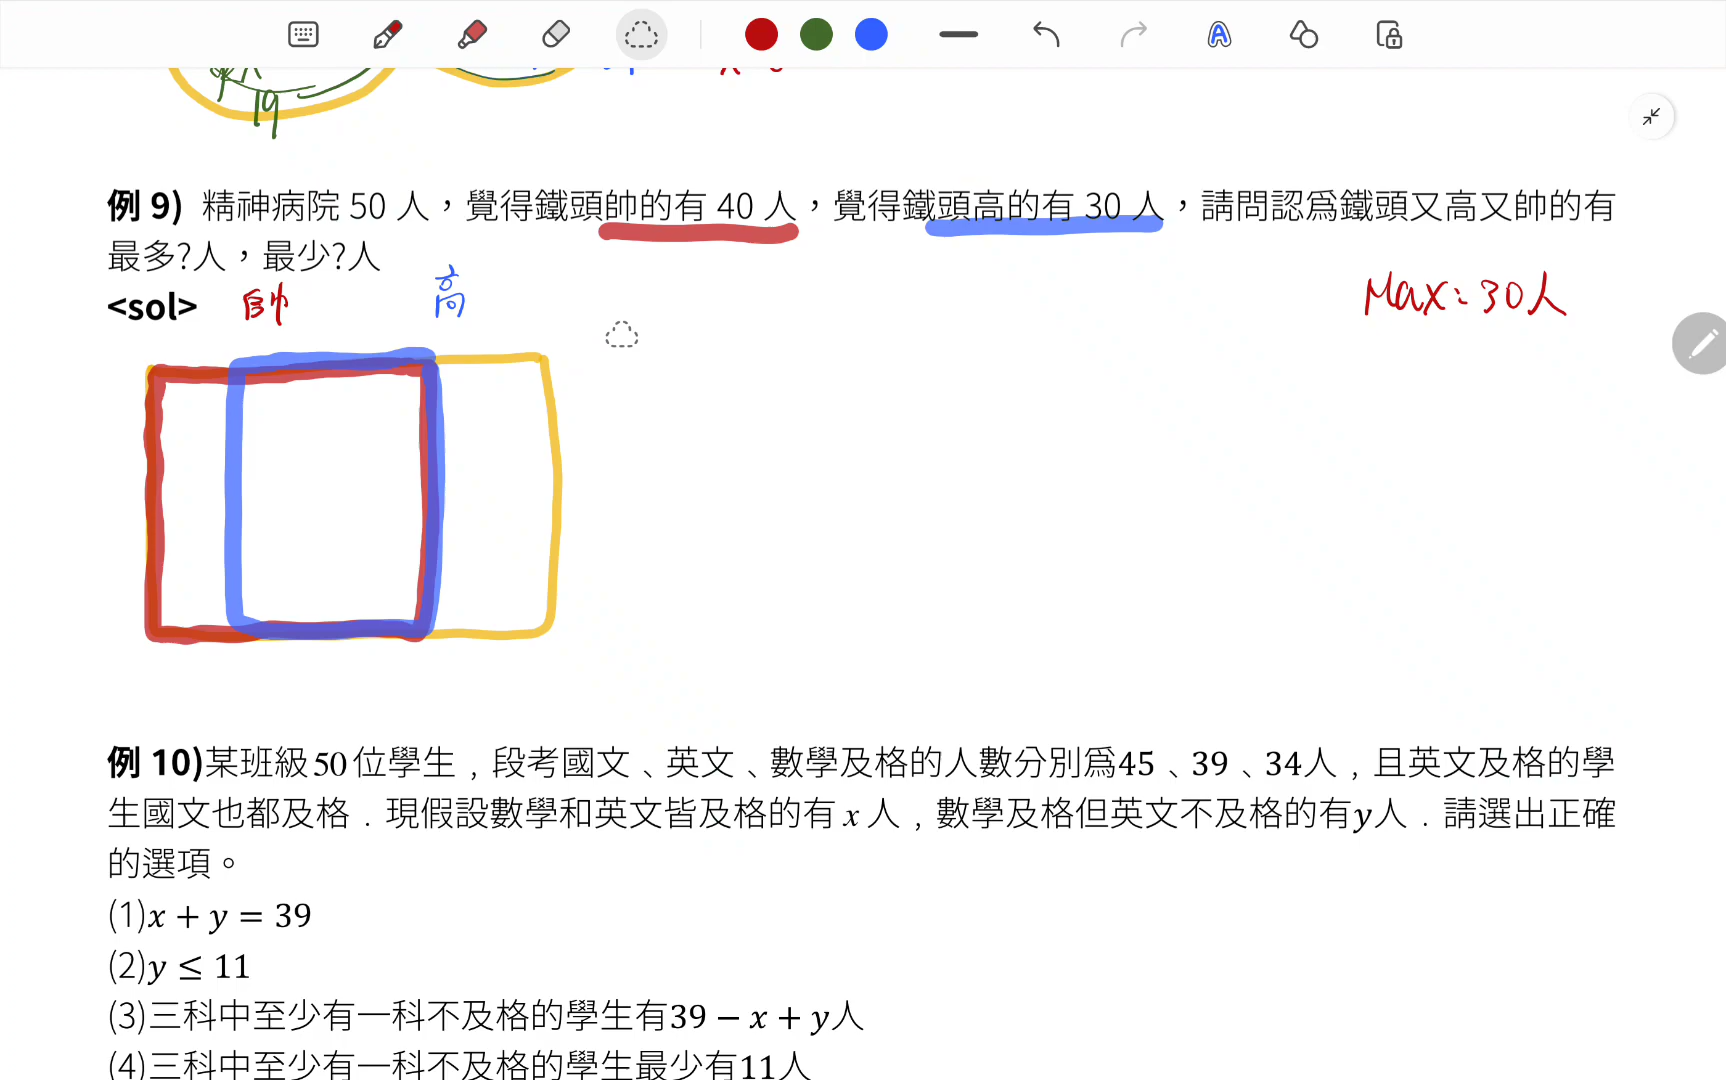 19
例 9) 精神病院 50 人，覺得鐵頭帥的有 40 人，覺得鐵頭高的有 30 人，請問認爲鐵頭又高又帥的有
最多?人，最少?人
<sol> 帥 高 Max: 30人
例 10)某班級50位學生，段考國文、英文、數學及格的人數分別爲45、39、34人，且英文及格的學
生國文也都及格．現假設數學和英文皆及格的有 x 人，數學及格但英文不及格的有y人．請選出正確
的選項。
(1)x + y = 39
(2)y ≤ 11
(3)三科中至少有一科不及格的學生有39 − x + y人
(4)三科中至少有一科不及格的學生最少有11人